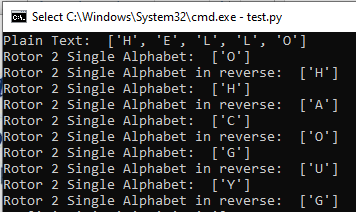 Select C:\Windows\System32\cmd.exe - test.py
Plain Text:  ['H', 'E', 'L', 'L', 'O']
Rotor 2 Single Alphabet:  ['O']
Rotor 2 Single Alphabet in reverse:  ['H']
Rotor 2 Single Alphabet:  ['H']
Rotor 2 Single Alphabet in reverse:  ['A']
Rotor 2 Single Alphabet:  ['C']
Rotor 2 Single Alphabet in reverse:  ['O']
Rotor 2 Single Alphabet:  ['G']
Rotor 2 Single Alphabet in reverse:  ['U']
Rotor 2 Single Alphabet:  ['Y']
Rotor 2 Single Alphabet in reverse:  ['G']